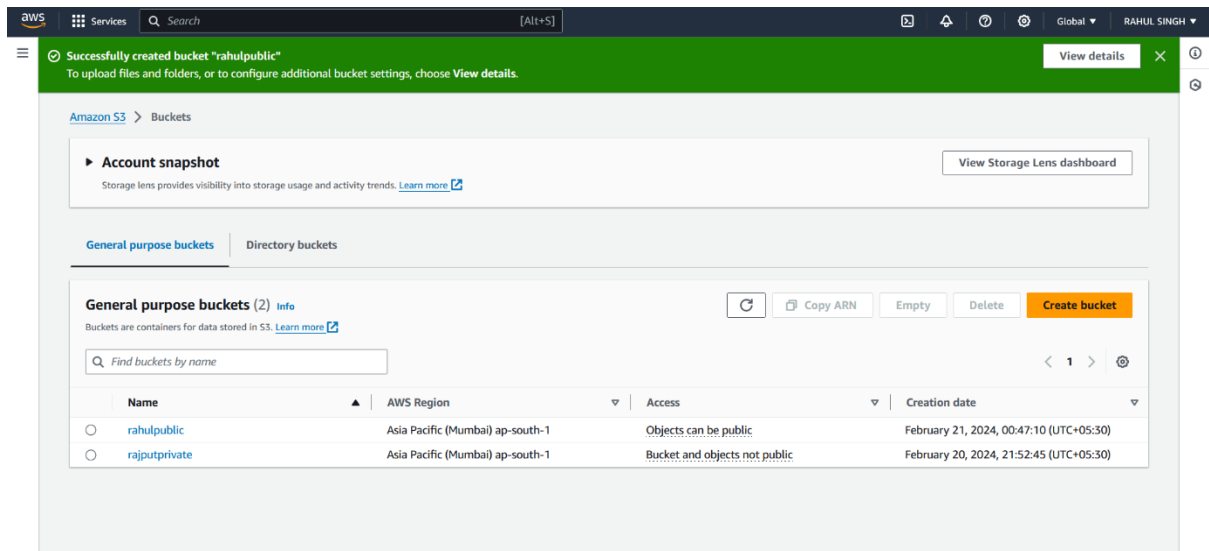 aws Services Search [Alt+S] Global ▼ RAHUL SINGH ▼
Successfully created bucket "rahulpublic"
To upload files and folders, or to configure additional bucket settings, choose View details.
View details
Amazon S3 > Buckets
Account snapshot
View Storage Lens dashboard
Storage lens provides visibility into storage usage and activity trends. Learn more
General purpose buckets Directory buckets
General purpose buckets (2) Info
Copy ARN Empty Delete Create bucket
Buckets are containers for data stored in S3. Learn more
Find buckets by name
< 1 >
Name AWS Region Access Creation date
rahulpublic Asia Pacific (Mumbai) ap-south-1 Objects can be public February 21, 2024, 00:47:10 (UTC+05:30)
rajputprivate Asia Pacific (Mumbai) ap-south-1 Bucket and objects not public February 20, 2024, 21:52:45 (UTC+05:30)